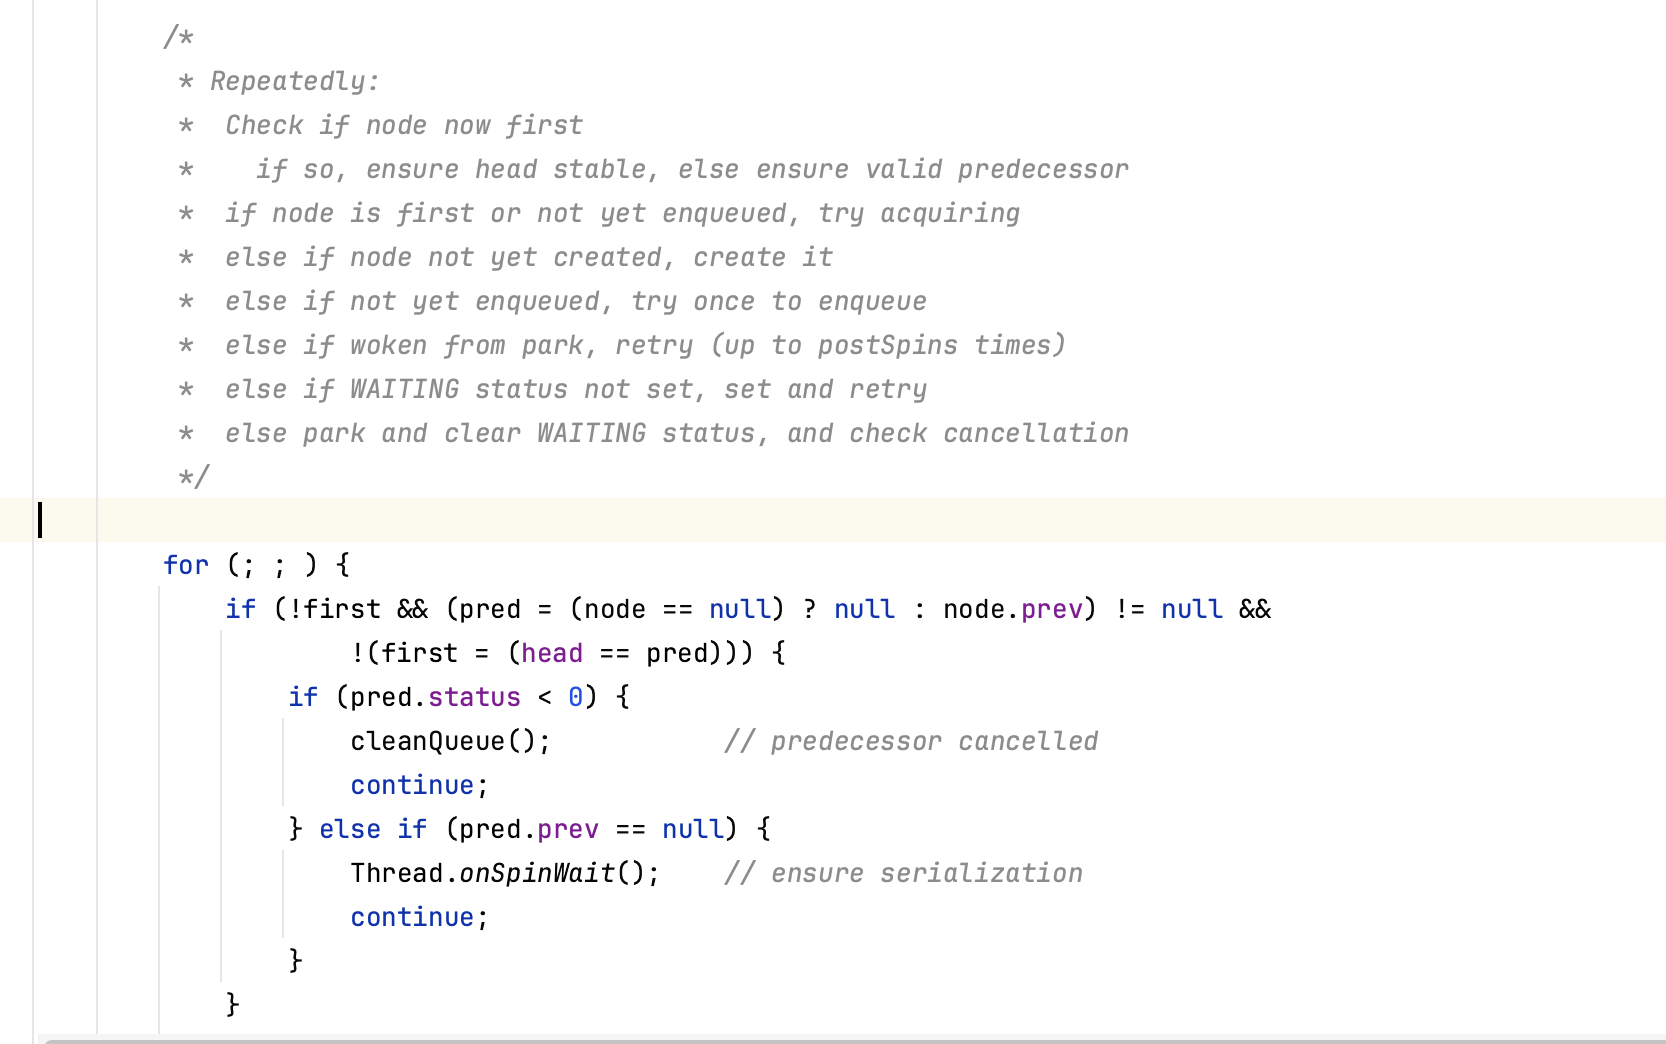 /*
 * Repeatedly:
 *  Check if node now first
 *    if so, ensure head stable, else ensure valid predecessor
 *  if node is first or not yet enqueued, try acquiring
 *  else if node not yet created, create it
 *  else if not yet enqueued, try once to enqueue
 *  else if woken from park, retry (up to postSpins times)
 *  else if WAITING status not set, set and retry
 *  else park and clear WAITING status, and check cancellation
 */
for (; ; ) {
    if (!first && (pred = (node == null) ? null : node.prev) != null &&
            !(first = (head == pred))) {
        if (pred.status < 0) {
            cleanQueue();           // predecessor cancelled
            continue;
        } else if (pred.prev == null) {
            Thread.onSpinWait();    // ensure serialization
            continue;
        }
    }